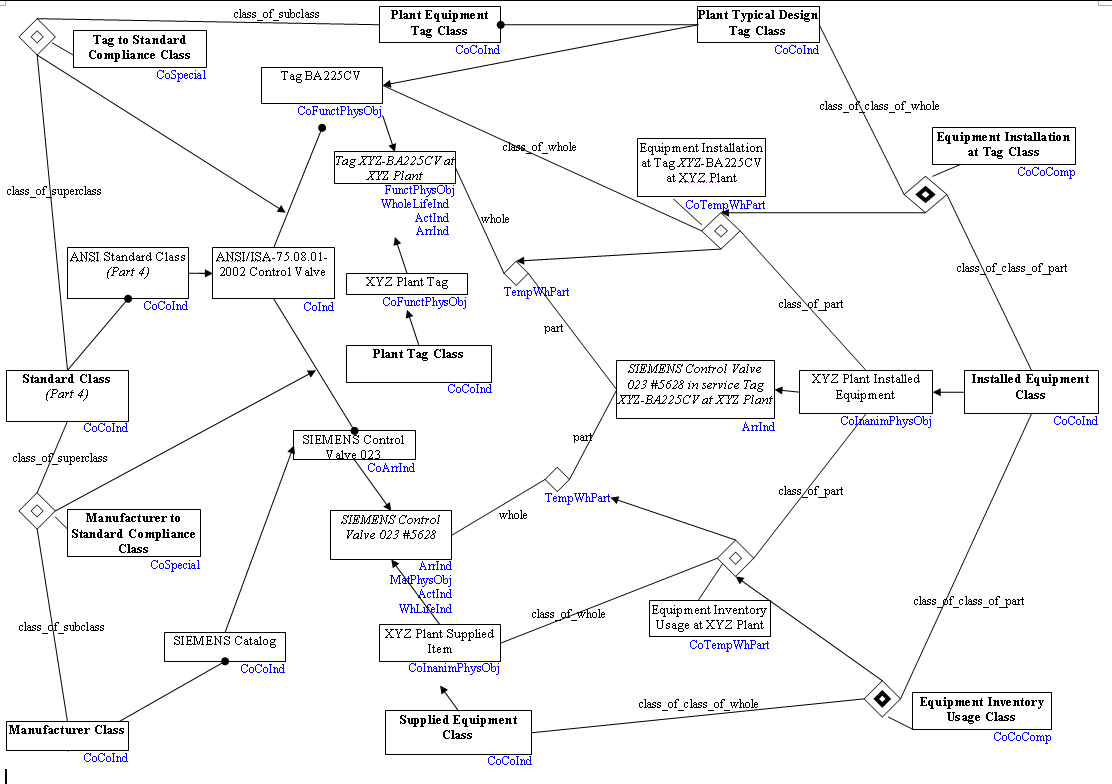 class_of_subclass
Plant Equipment
Tag Class
CoCoInd
Plant Typical Design
Tag Class
CoCoInd
Tag to Standard
Compliance Class
CoSpecial
Tag BA225CV
CoFunctPhysObj
class_of_class_of_whole
class_of_whole
Equipment Installation
at Tag XYZ-BA225CV
at XYZ Plant
CoTempWhPart
Equipment Installation
at Tag Class
CoCoComp
Tag XYZ-BA225CV at
XYZ Plant
FunctPhysObj
WholeLifeInd
ActInd
ArrInd
class_of_superclass
whole
ANSI Standard Class
(Part 4)
CoCoInd
ANSI/ISA-75.08.01-
2002 Control Valve
CoInd
XYZ Plant Tag
CoFunctPhysObj
TempWhPart
class_of_class_of_part
class_of_part
part
Plant Tag Class
CoCoInd
Standard Class
(Part 4)
CoCoInd
SIEMENS Control Valve
023 #5628 in service Tag
XYZ-BA225CV at XYZ Plant
ArrInd
XYZ Plant Installed
Equipment
CoInanimPhysObj
Installed Equipment
Class
CoCoInd
class_of_superclass
SIEMENS Control
Valve 023
CoArrInd
part
TempWhPart
class_of_part
Manufacturer to
Standard Compliance
Class
CoSpecial
SIEMENS Control
Valve 023 #5628
ArrInd
MatPhysObj
ActInd
WhLifeInd
whole
class_of_subclass
SIEMENS Catalog
CoCoInd
XYZ Plant Supplied
Item
CoInanimPhysObj
class_of_whole
Equipment Inventory
Usage at XYZ Plant
CoTempWhPart
class_of_class_of_part
Manufacturer Class
CoCoInd
Supplied Equipment
Class
CoCoInd
class_of_class_of_whole
Equipment Inventory
Usage Class
CoCoComp